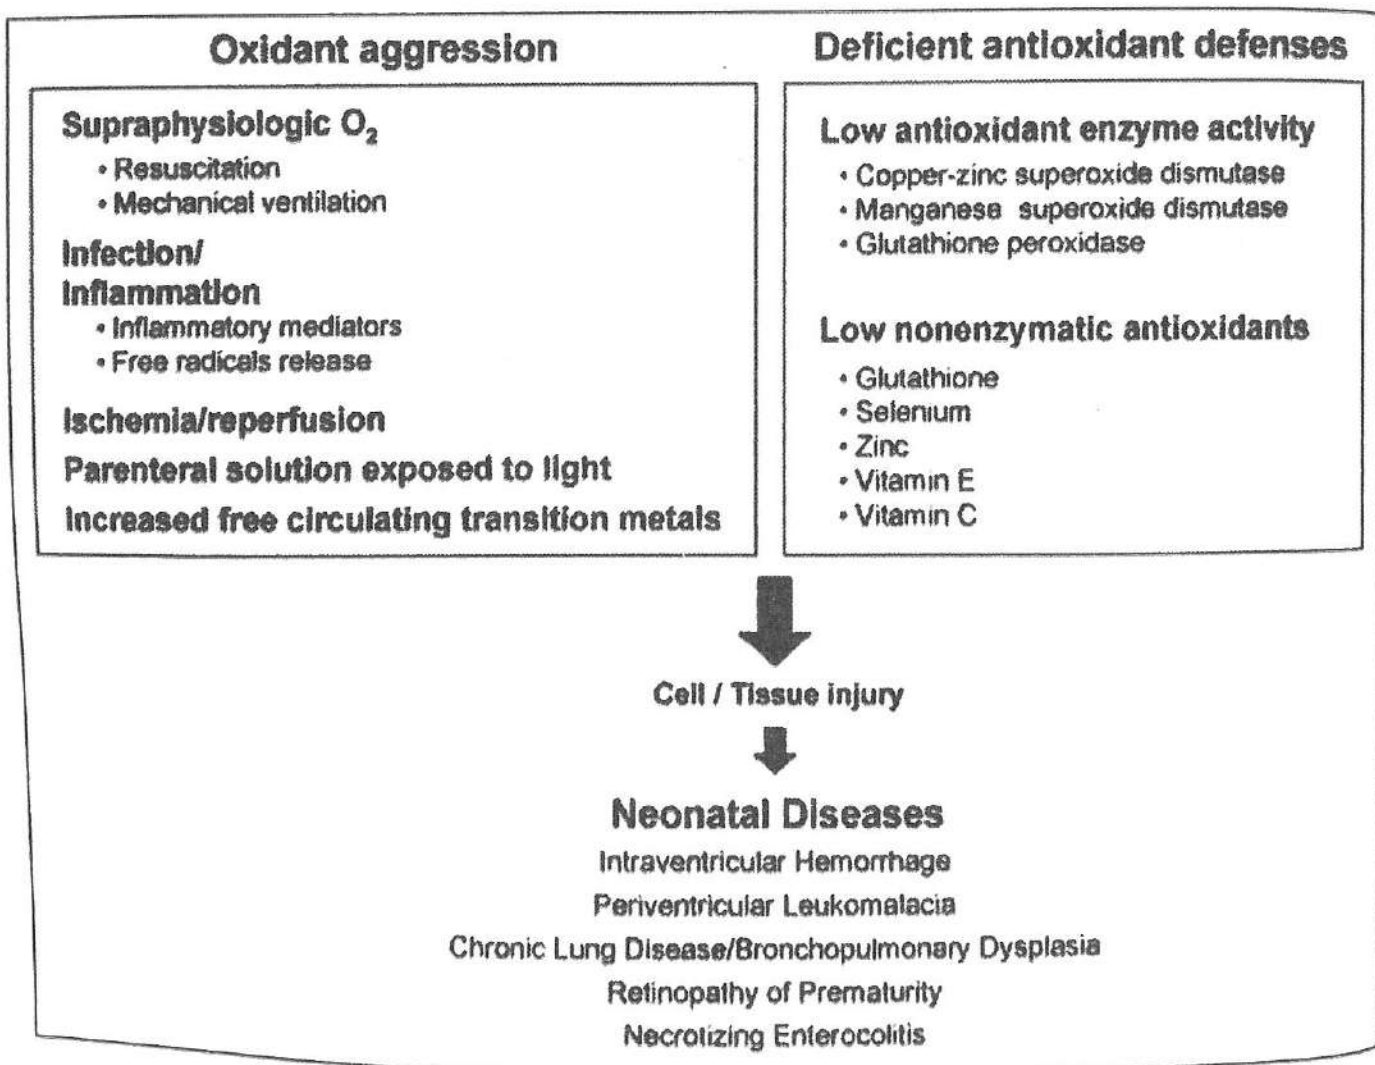 Oxidant aggression
Supraphysiologic O₂
• Resuscitation
• Mechanical ventilation
Infection/
Inflammation
• Inflammatory mediators
• Free radicals release
Ischemia/reperfusion
Parenteral solution exposed to light
Increased free circulating transition metals
Deficient antioxidant defenses
Low antioxidant enzyme activity
• Copper-zinc superoxide dismutase
• Manganese superoxide dismutase
• Glutathione peroxidase
Low nonenzymatic antioxidants
• Glutathione
• Selenium
• Zinc
• Vitamin E
• Vitamin C
Cell / Tissue injury
Neonatal Diseases
Intraventricular Hemorrhage
Periventricular Leukomalacia
Chronic Lung Disease/Bronchopulmonary Dysplasia
Retinopathy of Prematurity
Necrotizing Enterocolitis